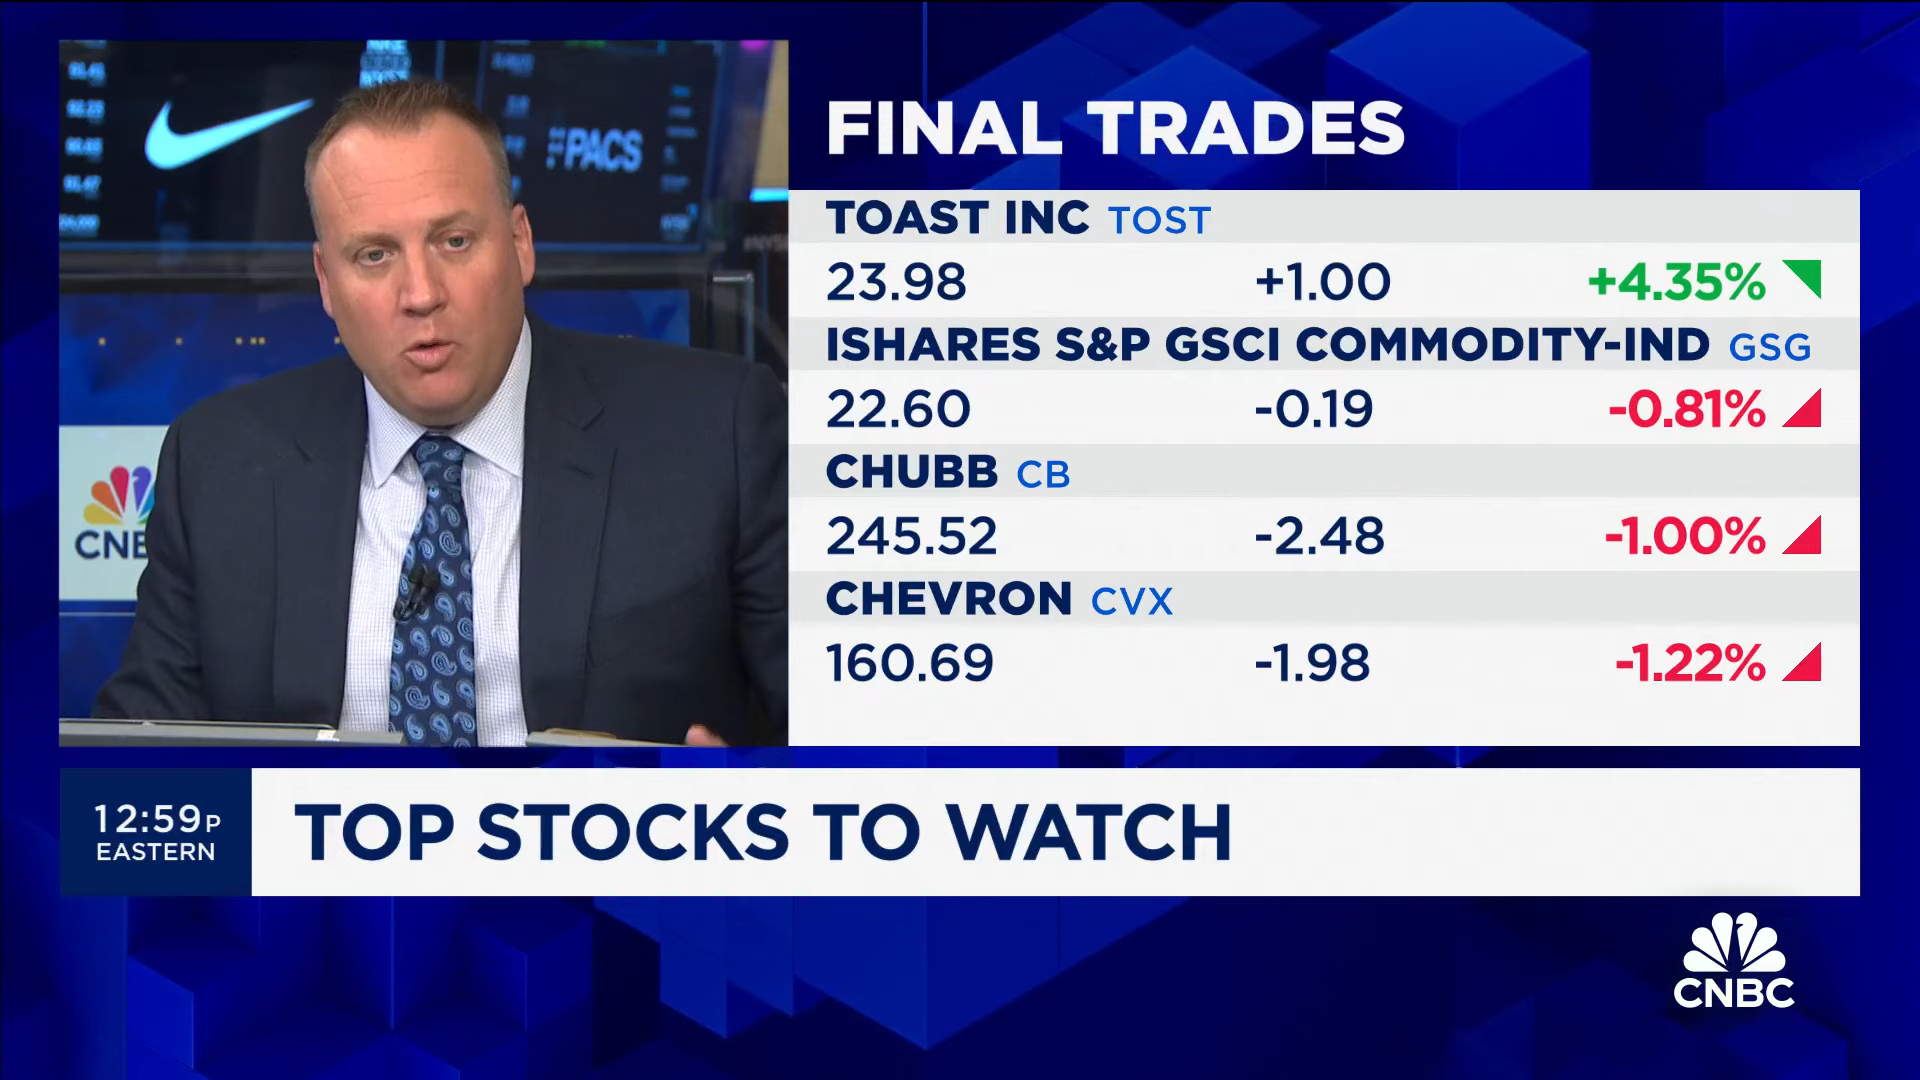 PACS
CNB
FINAL TRADES
TOAST INC TOST
23.98 +1.00 +4.35%
ISHARES S&P GSCI COMMODITY-IND GSG
22.60 -0.19 -0.81%
CHUBB CB
245.52 -2.48 -1.00%
CHEVRON CVX
160.69 -1.98 -1.22%
12:59P
EASTERN
TOP STOCKS TO WATCH
CNBC